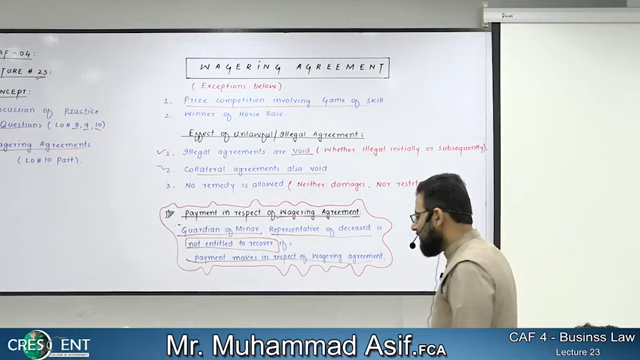 AF - 04:
CTURE # 23:
NCEPT:
scussion of Practice
Questions (LO# 8, 9, 10)
agering Agreements
(LO#10 Part).
WAGERING AGREEMENT
(Exceptions below)
1. Prize competition involving Game of skill
2. Winner of Horse Race.
Effect of Unlawful/Illegal Agreement:
1. Illegal agreements are void (Whether illegal initially or subsequently).
2. Collateral agreements also void
3. No remedy is allowed (Neither damages, Nor restit
Payment in respect of Wagering Agreement
Guardian of Minor, Representative of deceased is
not entitled to recover if:
Payment makes in respect of Wagering agreement.
CRESCENT
Mr. Muhammad Asif.FCA
CAF 4 - Businss Law
Lecture 23